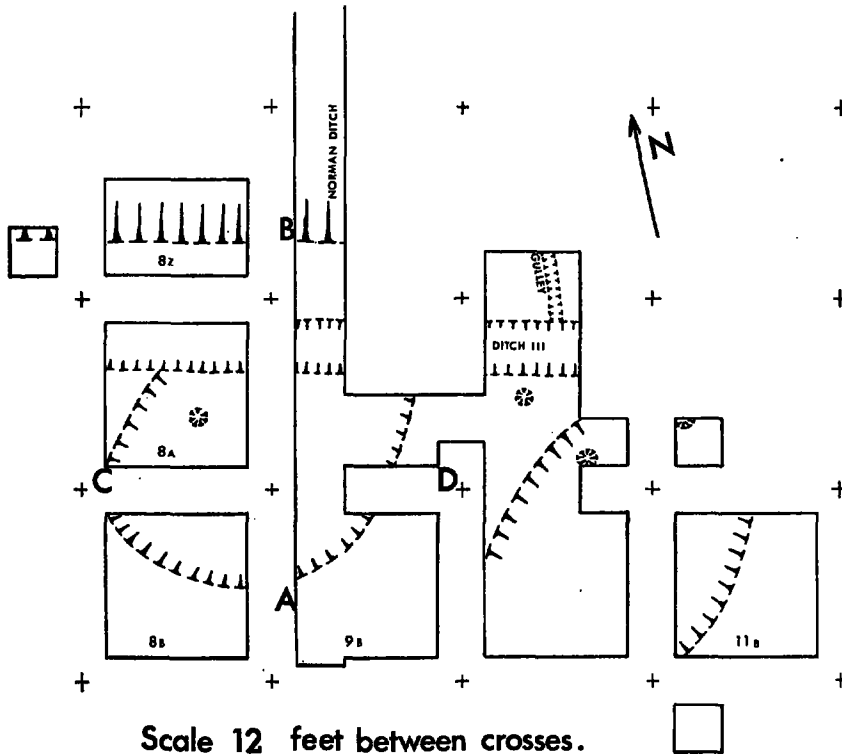 NORMAN DITCH
N
B
8Z
GULLEY
DITCH III
8A
C
D
A
8B
9B
11B
Scale 12 feet between crosses.